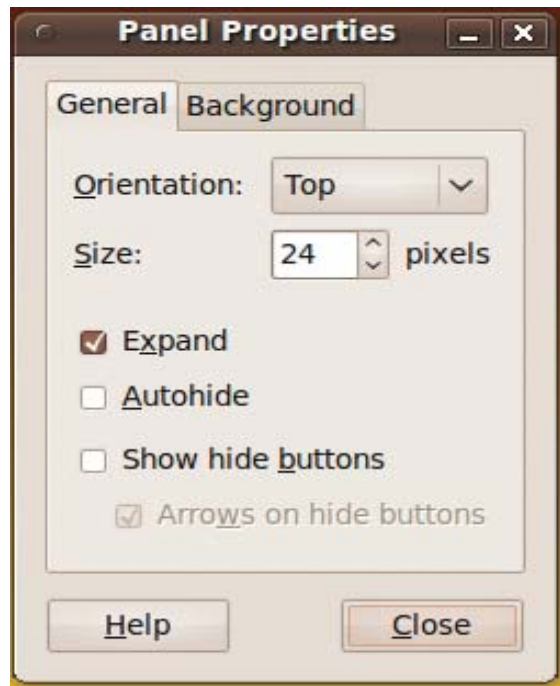 Panel Properties
General Background
Orientation: Top
Size: 24 pixels
Expand
Autohide
Show hide buttons
Arrows on hide buttons
Help Close